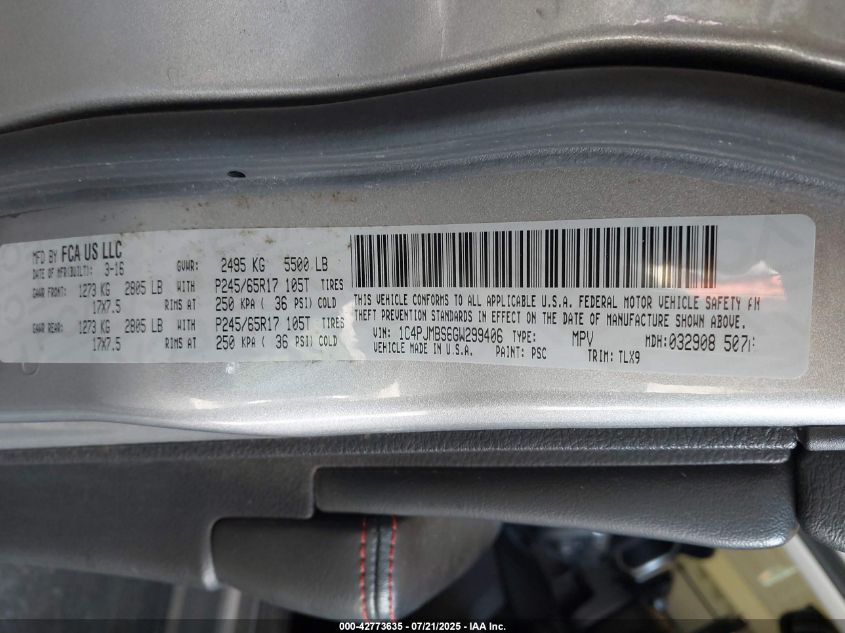 MFD BY FCA US LLC
DATE OF MFR(BUILT): 3-16 GVWR: 2495 KG 5500 LB
GAWR FRONT: 1273 KG 2805 LB WITH P245/65R17 105T TIRES
17X7.5 RIMS AT 250 KPA ( 36 PSI) COLD
GAWR REAR: 1273 KG 2805 LB WITH P245/65R17 105T TIRES
17X7.5 RIMS AT 250 KPA ( 36 PSI) COLD
THIS VEHICLE CONFORMS TO ALL APPLICABLE U.S.A. FEDERAL MOTOR VEHICLE SAFETY
THEFT PREVENTION STANDARDS IN EFFECT ON THE DATE OF MANUFACTURE SHOWN ABOVE.
VIN: 1C4PJMBS6GW299406 TYPE: MPV MDH: 032908
VEHICLE MADE IN U.S.A. PAINT: PSC TRIM: TLX9
000-42773635 - 07/21/2025 - IAA Inc.